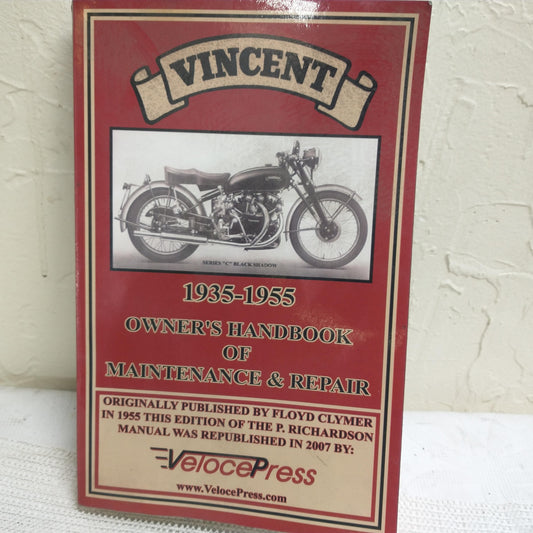 VINCENT
SERIES "C" BLACK SHADOW
1935-1955
OWNER'S HANDBOOK
OF
MAINTENANCE & REPAIR
ORIGINALLY PUBLISHED BY FLOYD CLYMER
IN 1955 THIS EDITION OF THE P. RICHARDSON
MANUAL WAS REPUBLISHED IN 2007 BY:
VelocePress
www.VelocePress.com